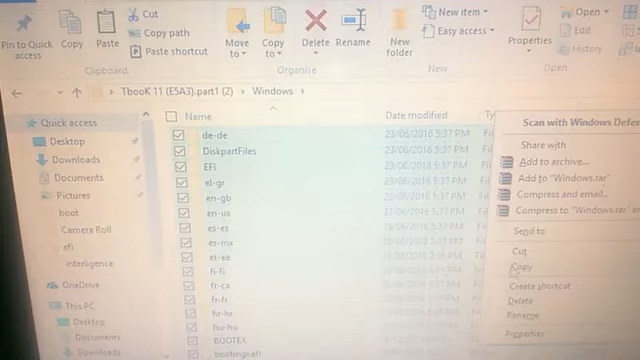 Pin to Quick access
Copy
Paste
Cut
Copy path
Paste shortcut
Clipboard
Move to
Copy to
Delete
Rename
Organise
New folder
New item
Easy access
New
Properties
Open
Edit
History
Open
TbooK 11 (E5A3).part1 (2) > Windows >
Quick access
Desktop
Downloads
Documents
Pictures
boot
Camera Roll
efi
interligence
OneDrive
This PC
Desktop
Documents
Downloads
Name Date modified Ty
de-de 23/06/2016 5:37 PM
DiskpartFiles 23/06/2016 5:37 PM
EFI 23/06/2016 5:37 PM
el-gr 23/06/2016 5:37 PM
en-gb 23/06/2016 5:37 PM
en-us
es-es
es-mx
et-ee
fi-fi
fr-ca
fr-fr
hr-hr
hu-hu
BOOTEX
bootmgr.efi
Scan with Windows Defe
Share with
Add to archive...
Add to "Windows.rar"
Compress and email...
Compress to "Windows.rar" ar
Send to
Cut
Copy
Create shortcut
Delete
Rename
Properties